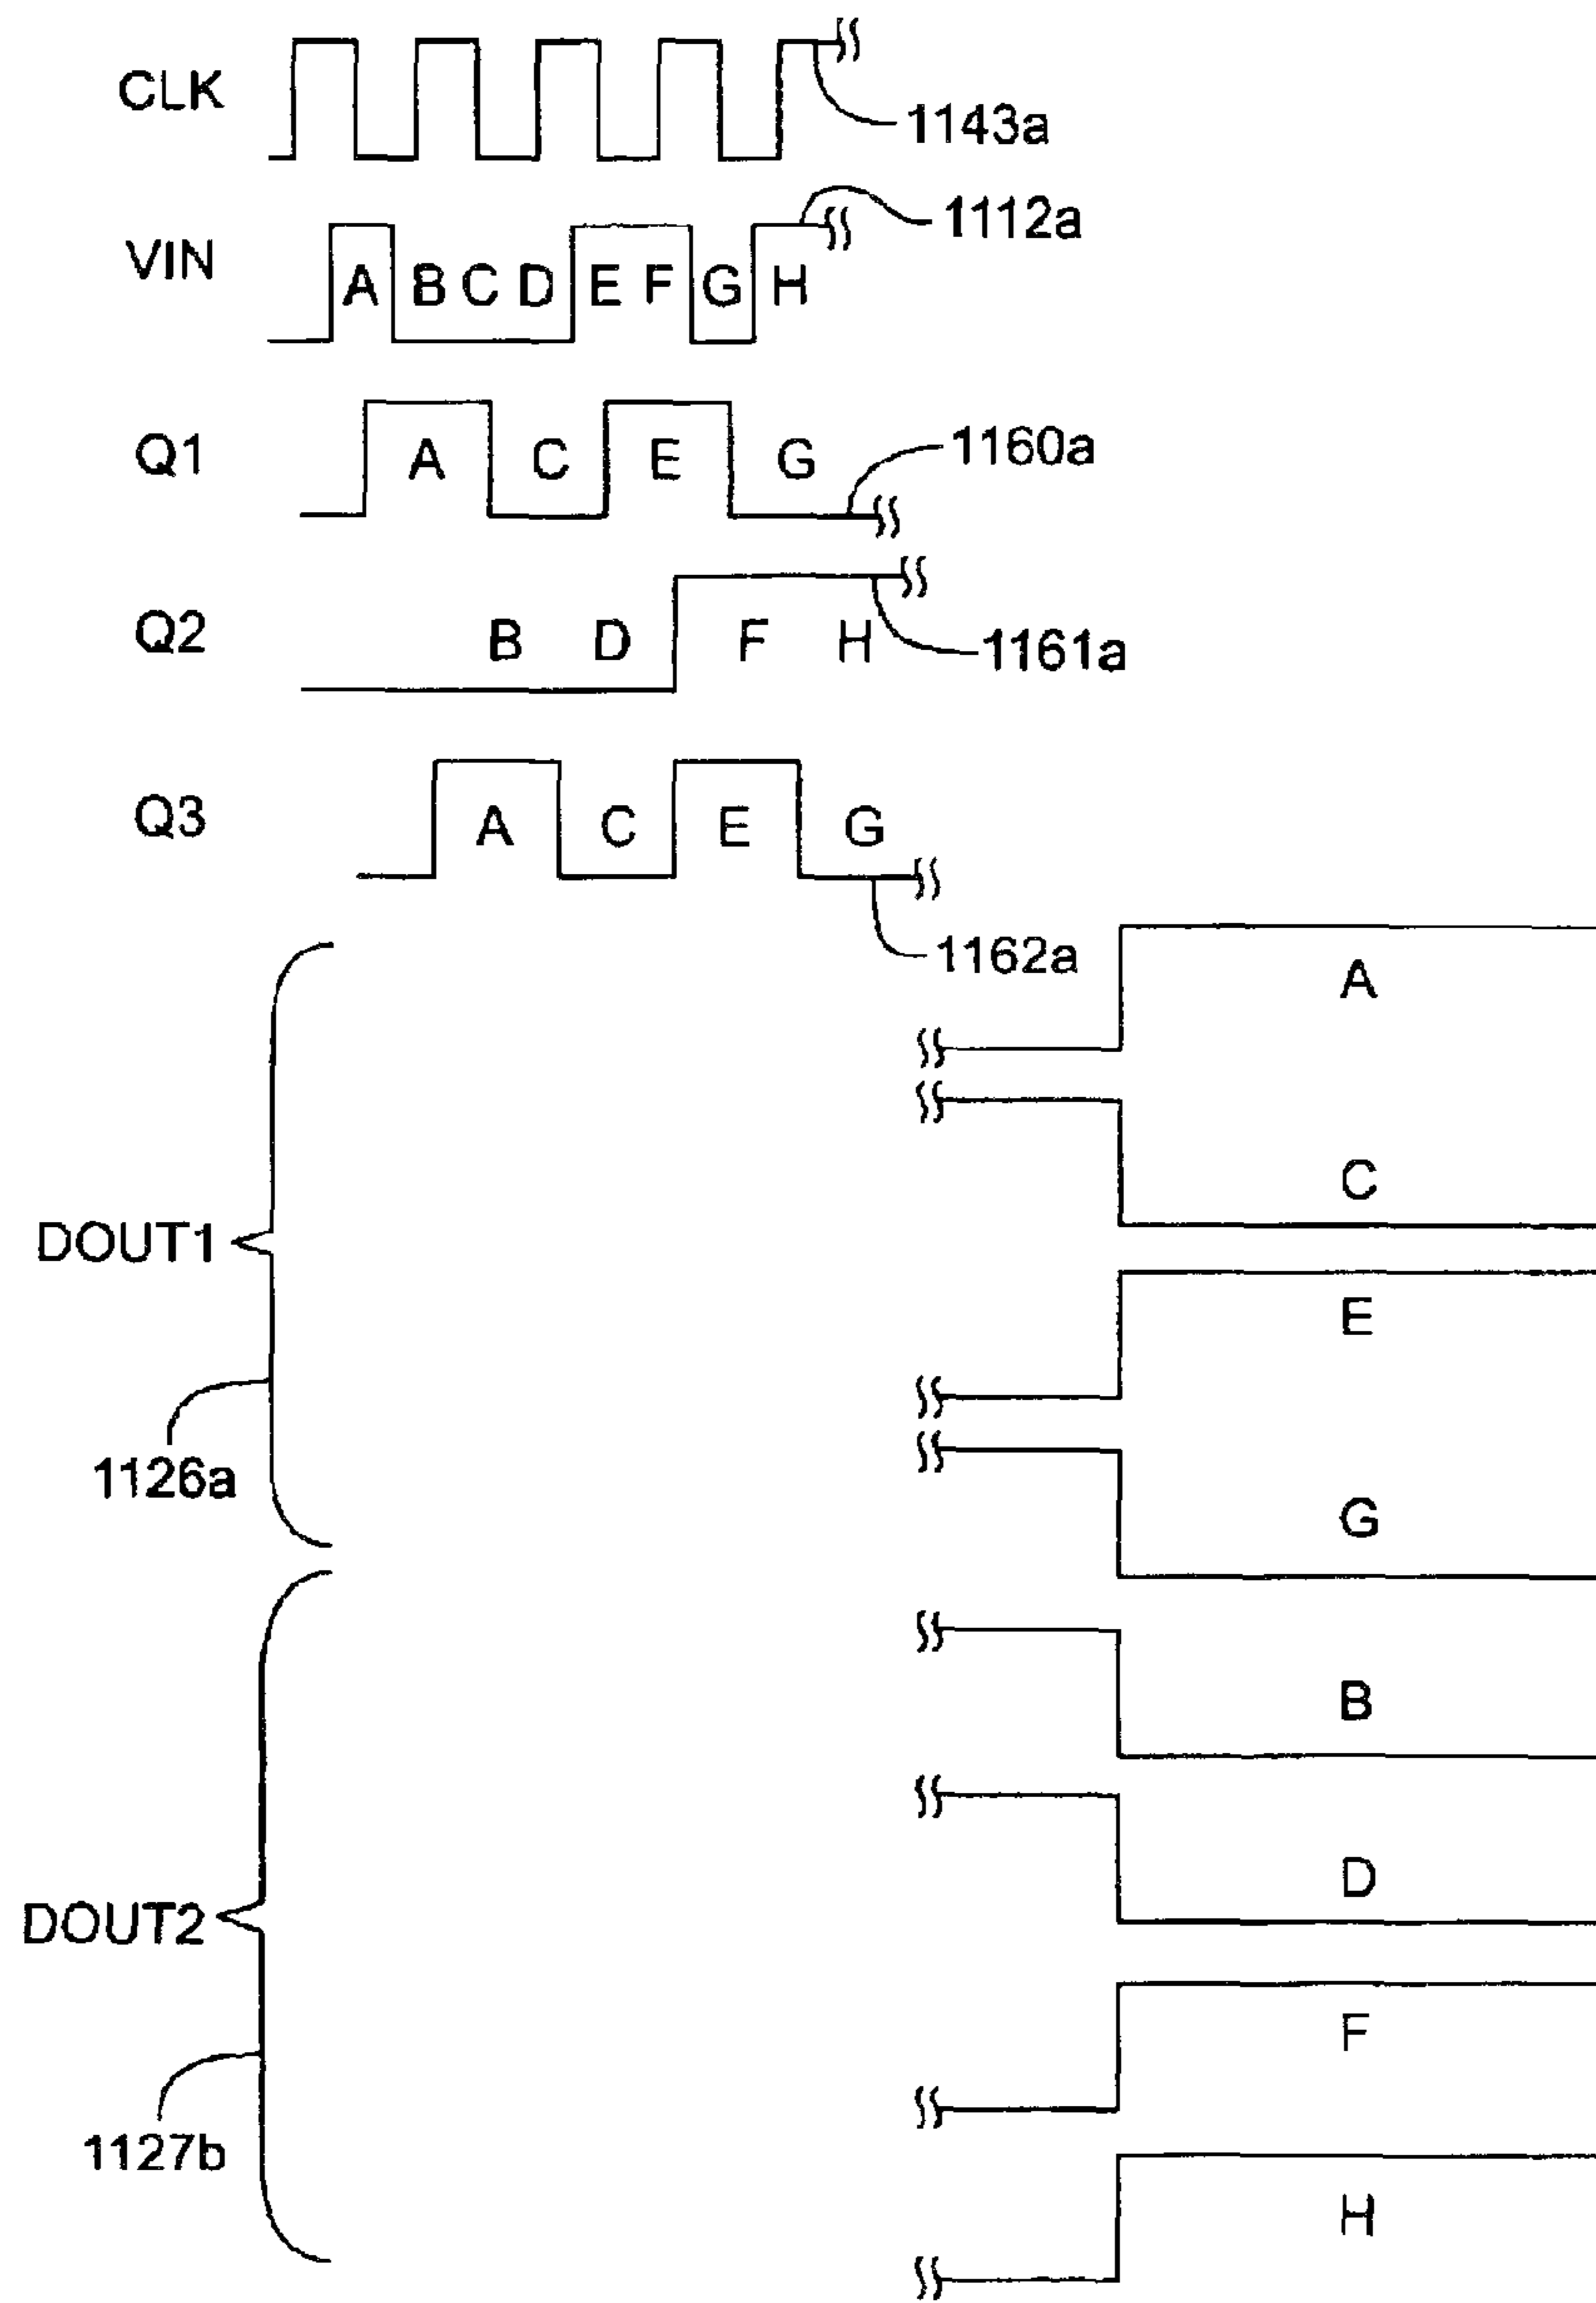 CLK
1143a
VIN
1112a
A B C D E F G H
Q1
A C E G
1160a
Q2
B D F H
1161a
Q3
A C E G
1162a
A
C
DOUT1
E
1126a
G
B
D
DOUT2
F
1127b
H